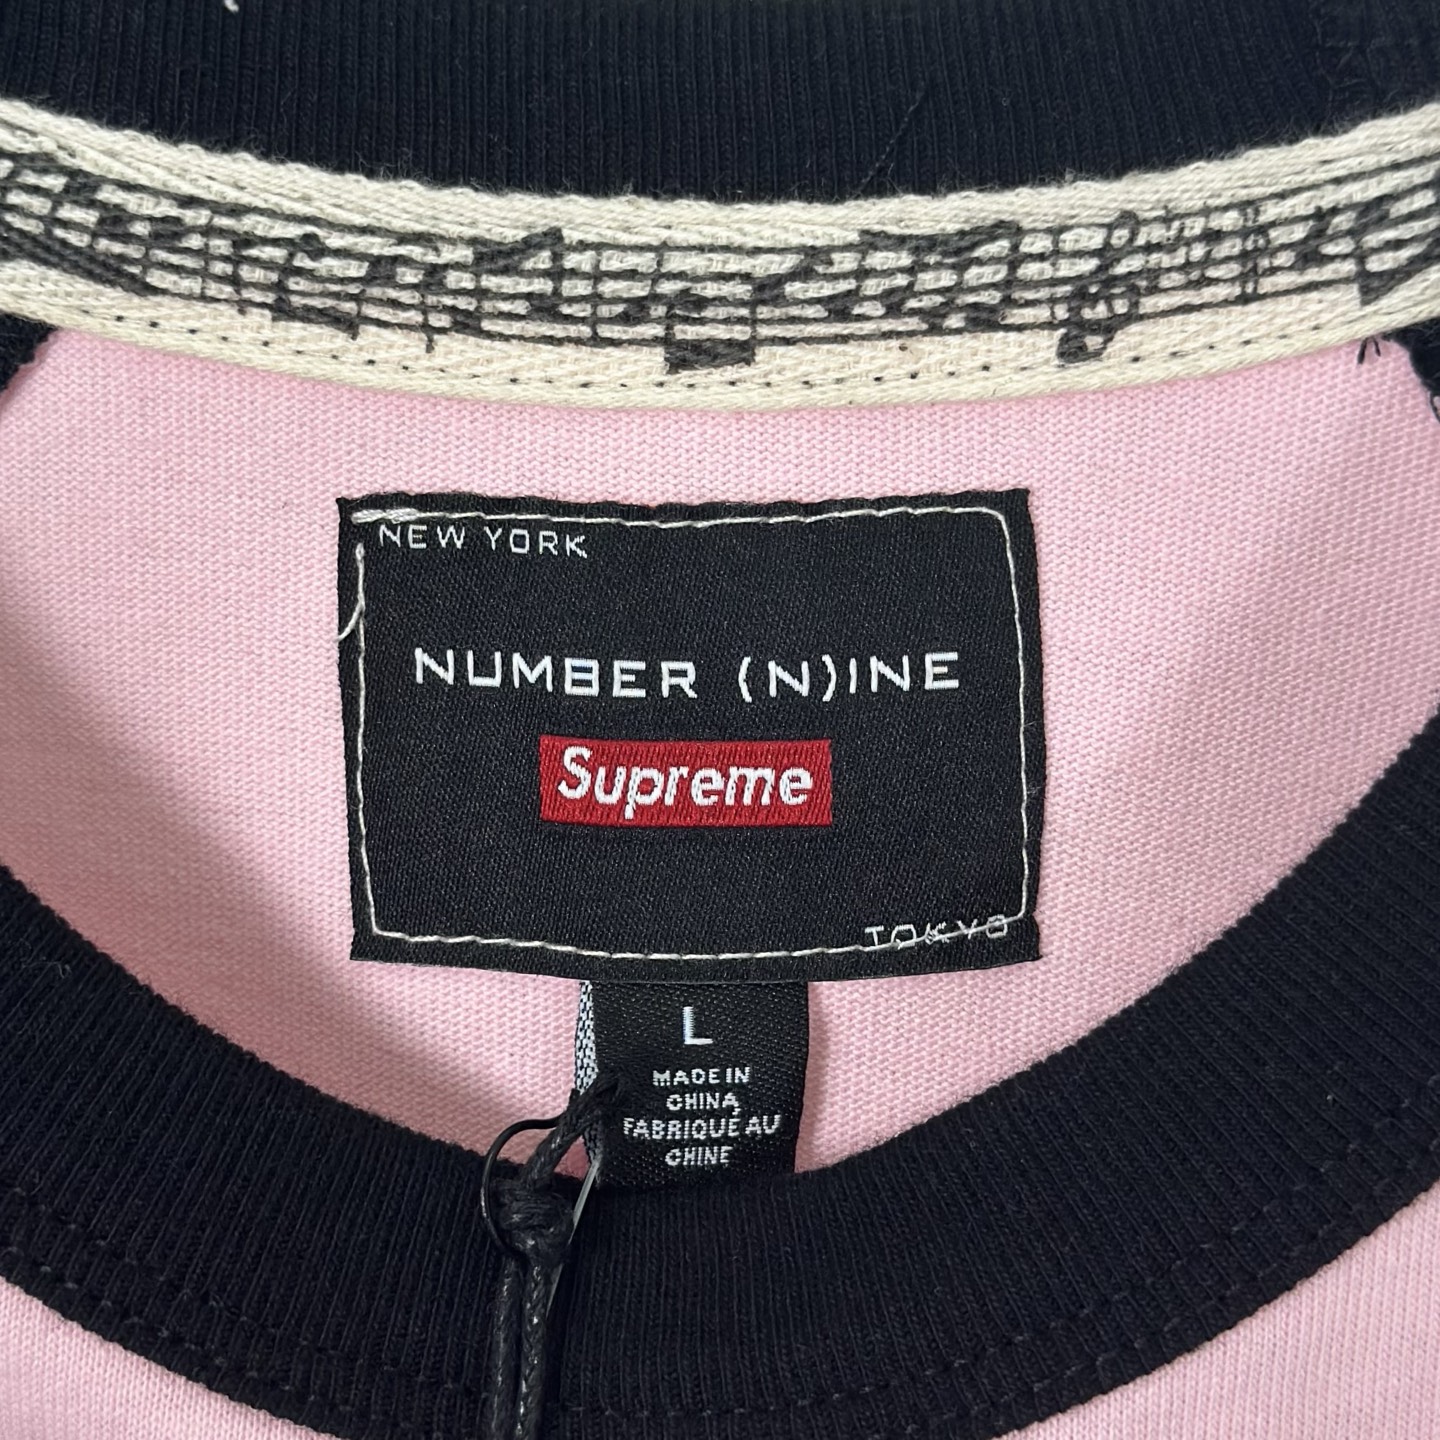 NEW YORK
NUMBER (N)INE
Supreme
TOKYO
L
MADE IN
CHINA
FABRIQUÉ AU
CHINE